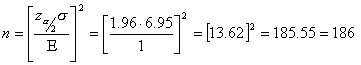 n = [z_{α/2} σ / E]² = [1.96 · 6.95 / 1]² = [13.62]² = 185.55 = 186